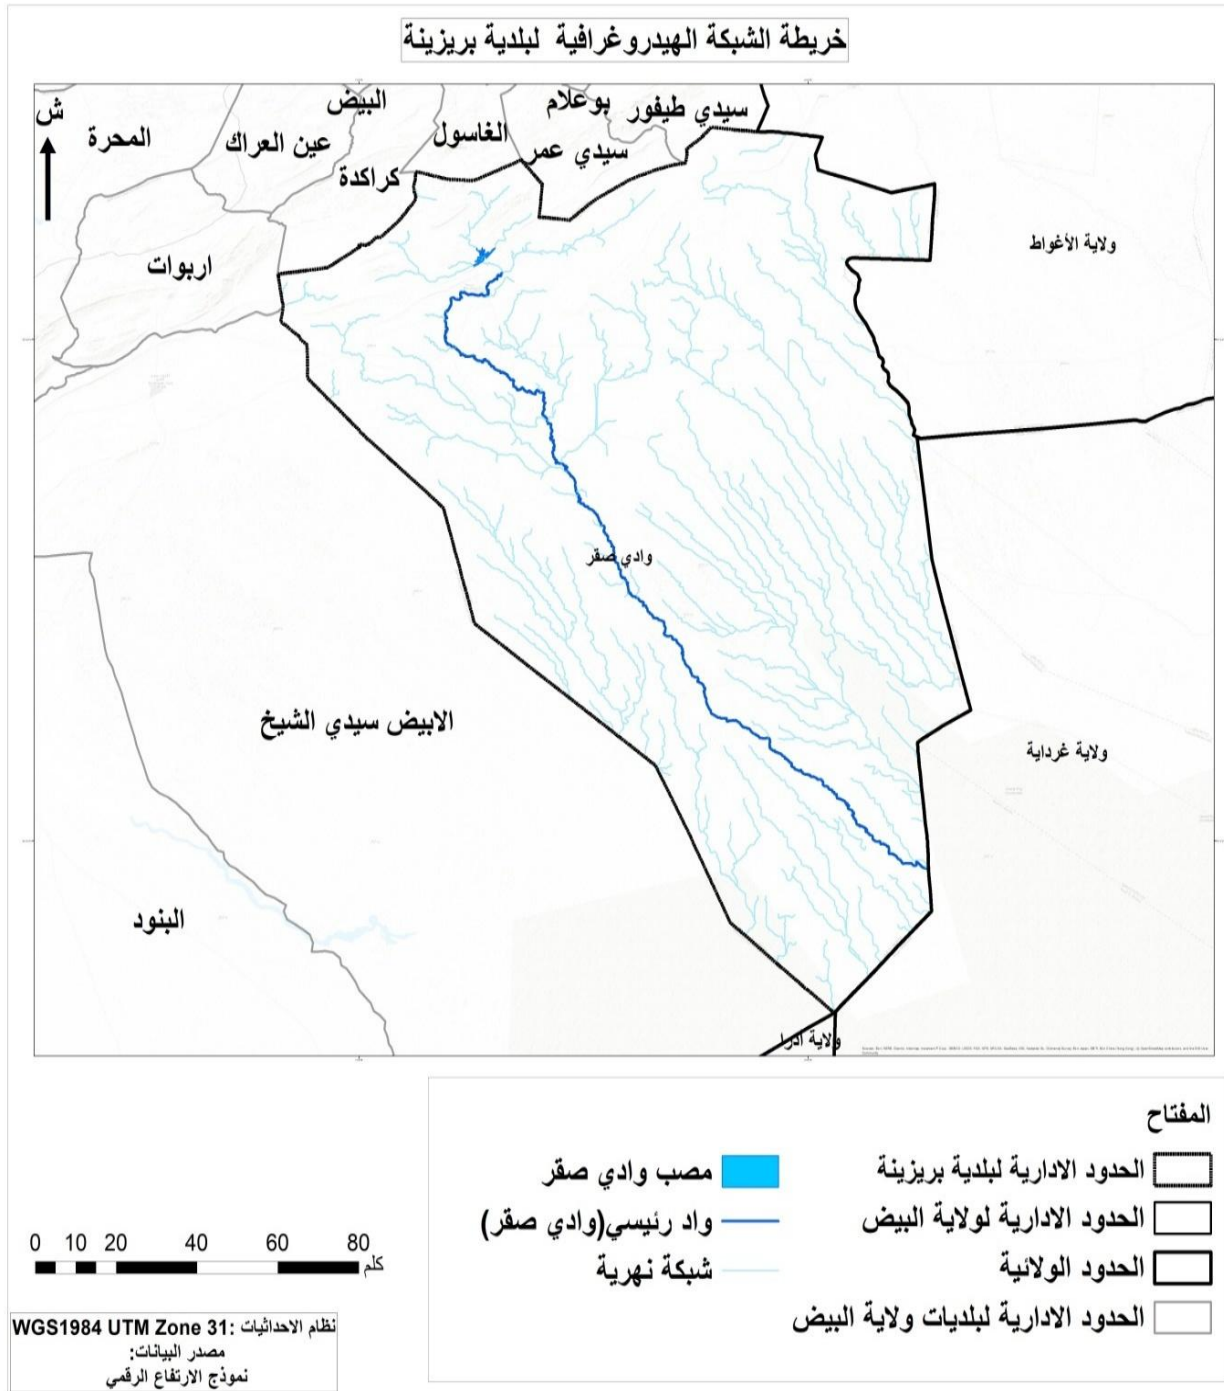 خريطة الشبكة الهيدروغرافية لبلدية بريزينة
ش
المحرة
البيض
عين العراك
كراكدة
الغاسول
بوعلام
سيدي عمر
سيدي طيفور
اربوات
ولاية الأغواط
وادي صقر
الابيض سيدي الشيخ
ولاية غرداية
البنود
ولاية ادرا
المفتاح
الحدود الادارية لبلدية بريزينة
الحدود الادارية لولاية البيض
الحدود الولائية
الحدود الادارية لبلديات ولاية البيض
مصب وادي صقر
واد رئيسي(وادي صقر)
شبكة نهرية
0 10 20 40 60 80
كلم
نظام الاحداثيات :WGS1984 UTM Zone 31
مصدر البيانات:
نموذج الارتفاع الرقمي